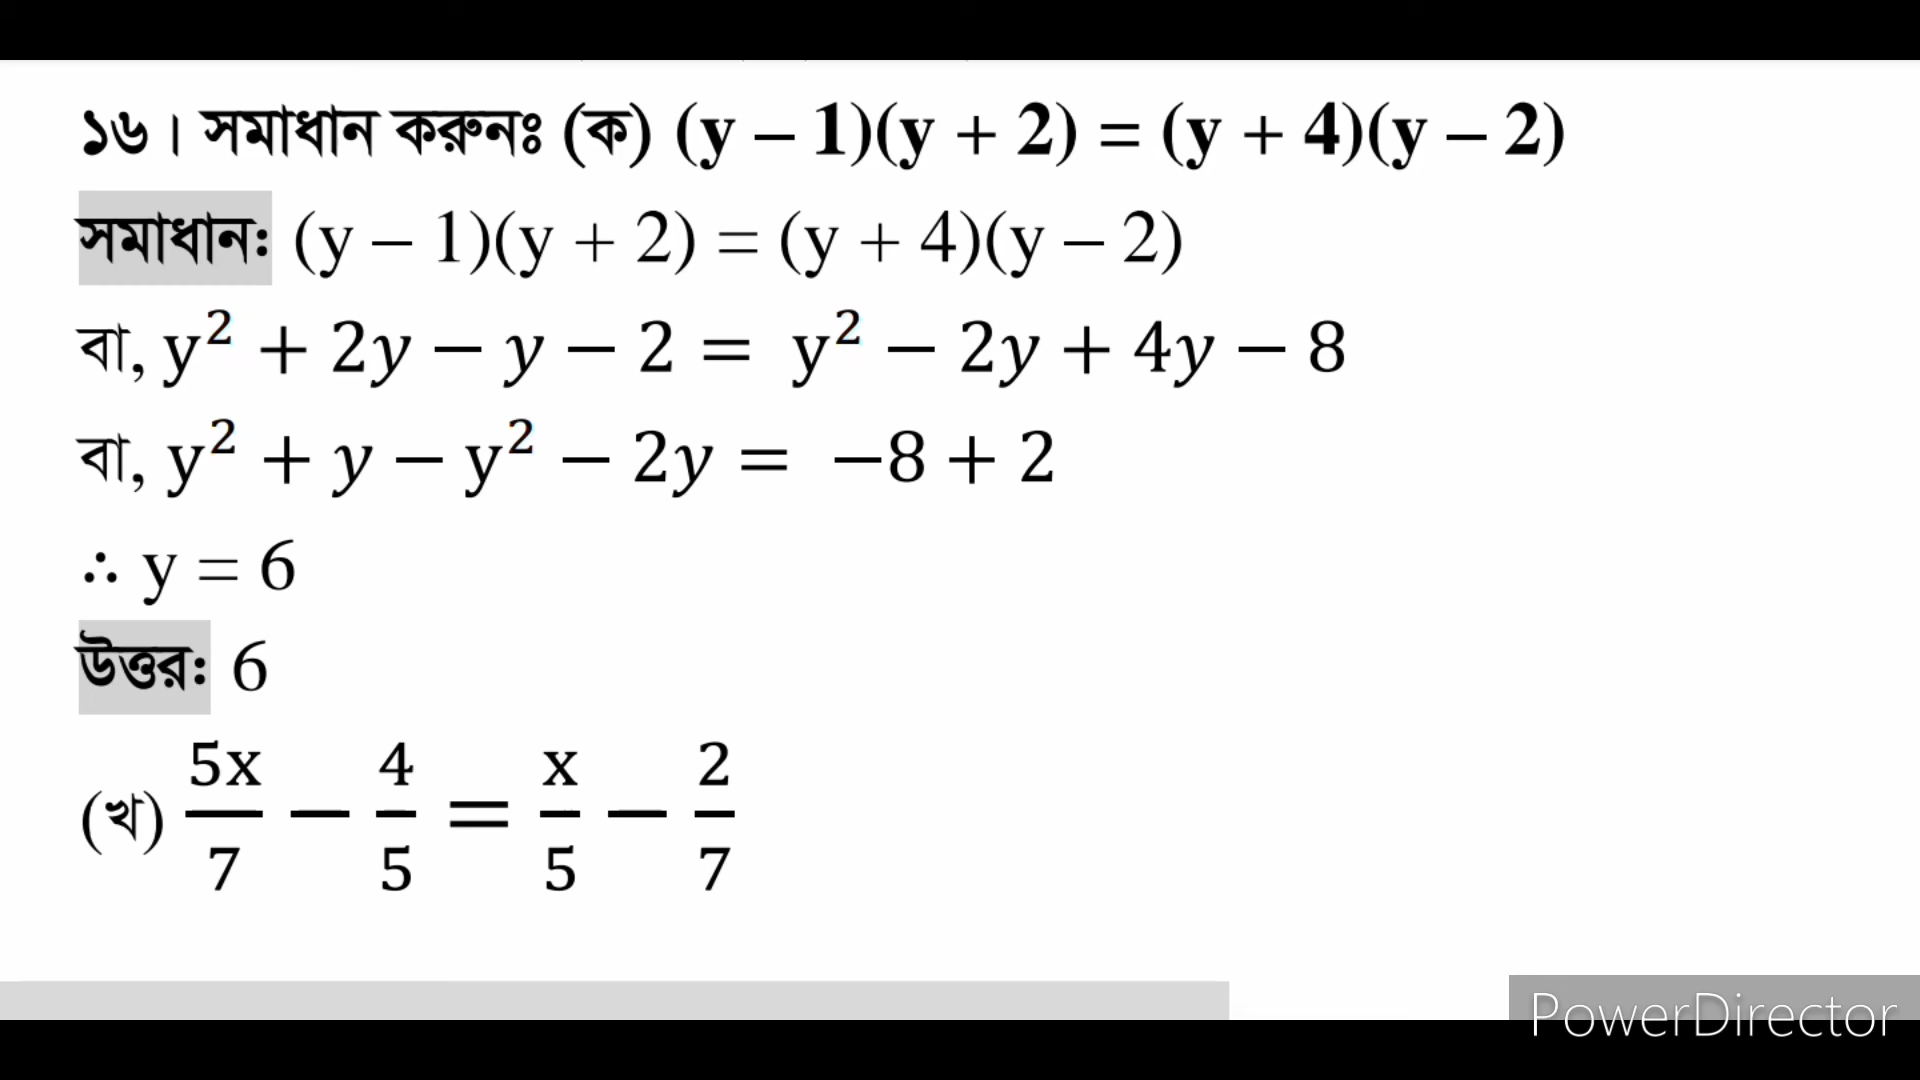 ১৬। সমাধান করুনঃ (ক) (y – 1)(y + 2) = (y + 4)(y – 2)
সমাধান: (y – 1)(y + 2) = (y + 4)(y – 2)
বা, y² + 2y − y − 2 = y² − 2y + 4y − 8
বা, y² + y − y² − 2y = −8 + 2
∴ y = 6
উত্তর: 6
(খ) 5x/7 − 4/5 = x/5 − 2/7
PowerDirector